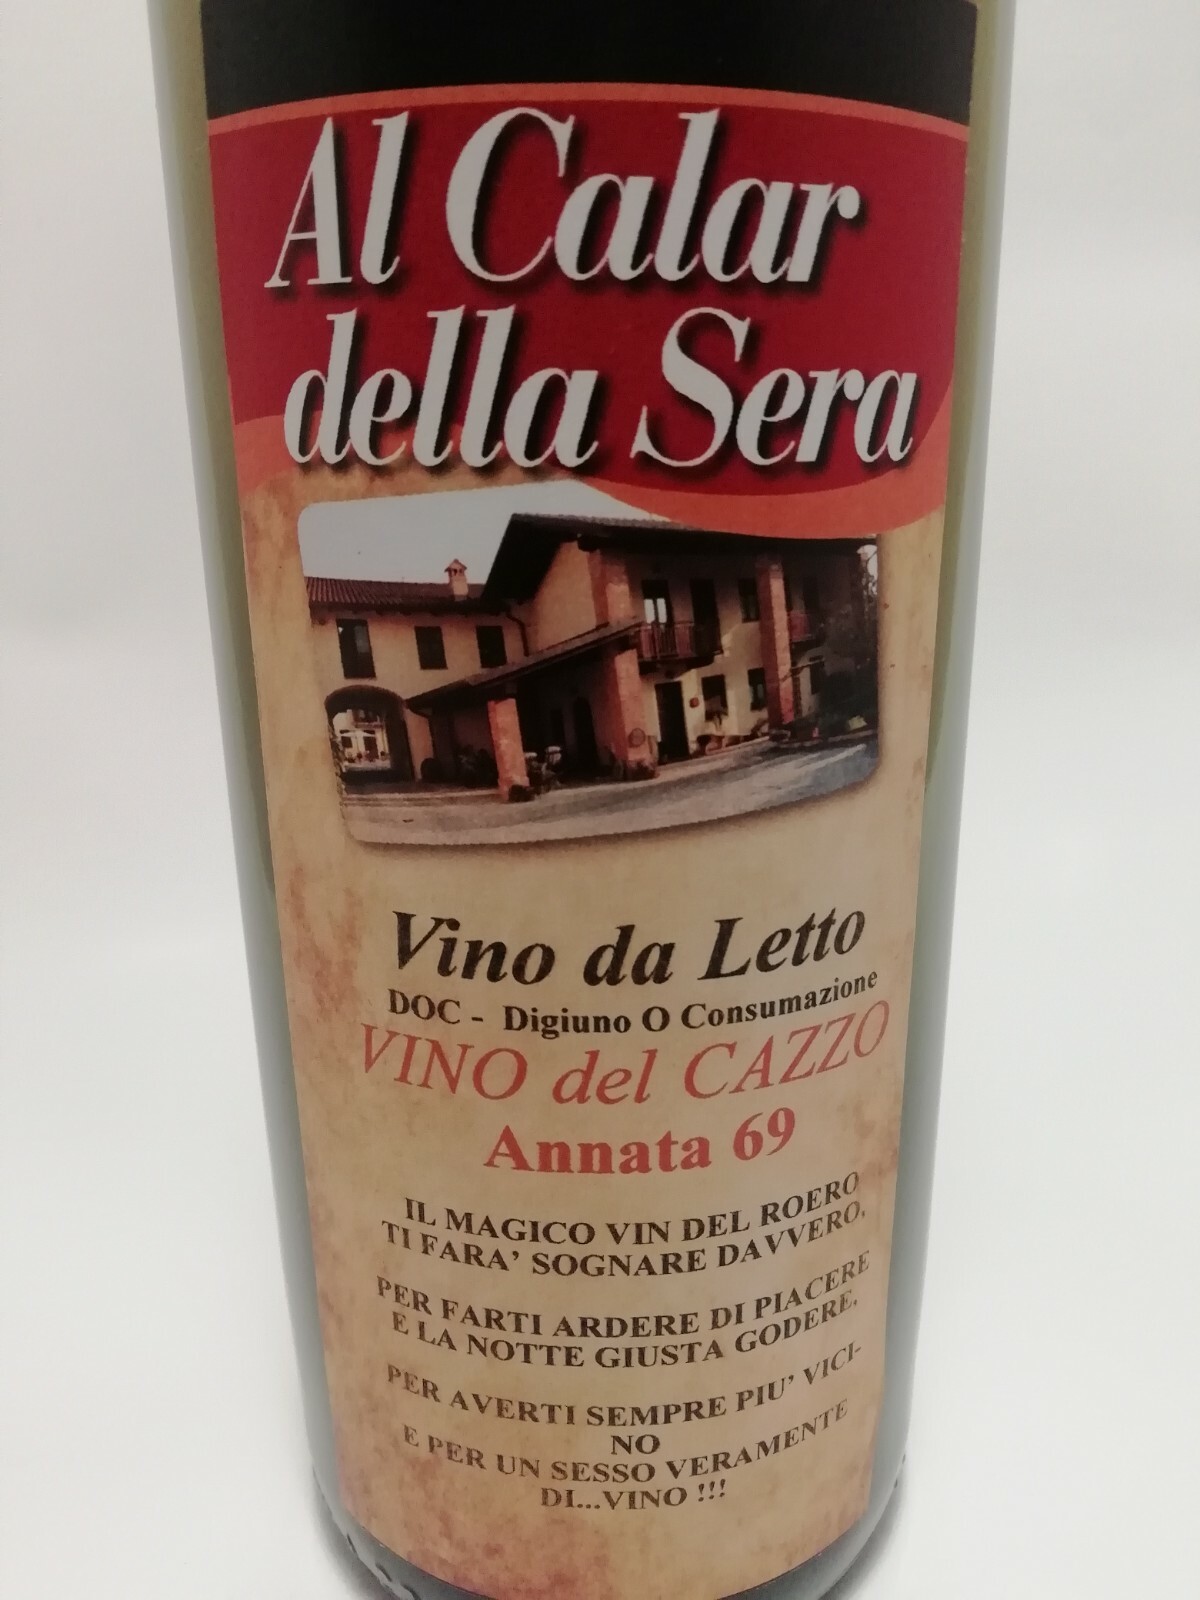 Al Calar
della Sera
Vino da Letto
DOC - Digiuno O Consumazione
VINO del CAZZO
Annata 69
IL MAGICO VIN DEL ROERO
TI FARA' SOGNARE DAVVERO,
PER FARTI ARDERE DI PIACERE
E LA NOTTE GIUSTA GODERE,
PER AVERTI SEMPRE PIU' VICI-
NO
E PER UN SESSO VERAMENTE
DI...VINO !!!